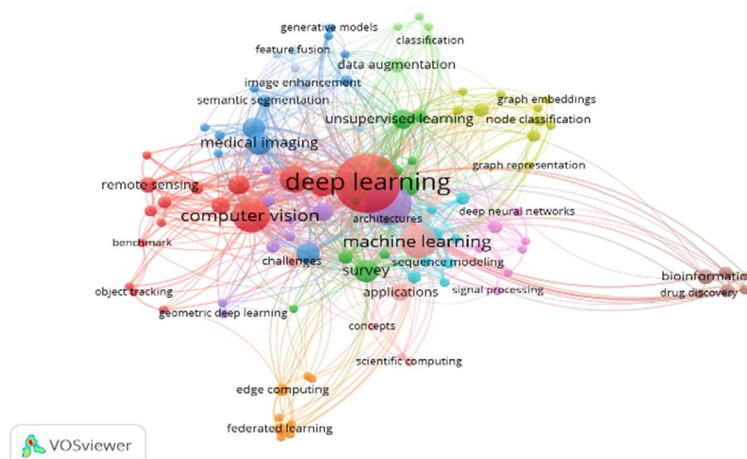 generative models
classification
feature fusion
data augmentation
image enhancement
semantic segmentation
graph embeddings
unsupervised learning
node classification
medical imaging
graph representation
deep learning
remote sensing
computer vision
architectures
deep neural networks
benchmark
machine learning
challenges
survey
sequence modeling
bioinformatic
object tracking
applications
signal processing
drug discovery
geometric deep learning
concepts
scientific computing
edge computing
federated learning
VOSviewer